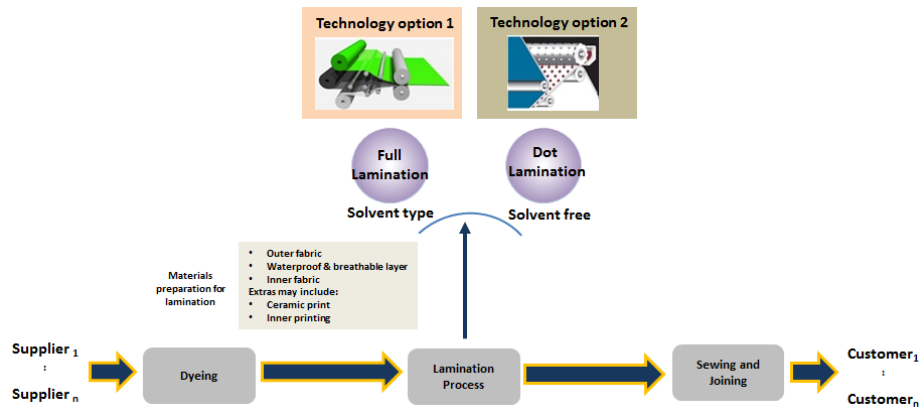 Technology option 1
Technology option 2
Full
Lamination
Dot
Lamination
Solvent type
Solvent free
Materials
preparation for
lamination
• Outer fabric
• Waterproof & breathable layer
• Inner fabric
Extras may include:
• Ceramic print
• Inner printing
Supplier 1
:
Supplier n
Dyeing
Lamination
Process
Sewing and
Joining
Customer1
:
Customern